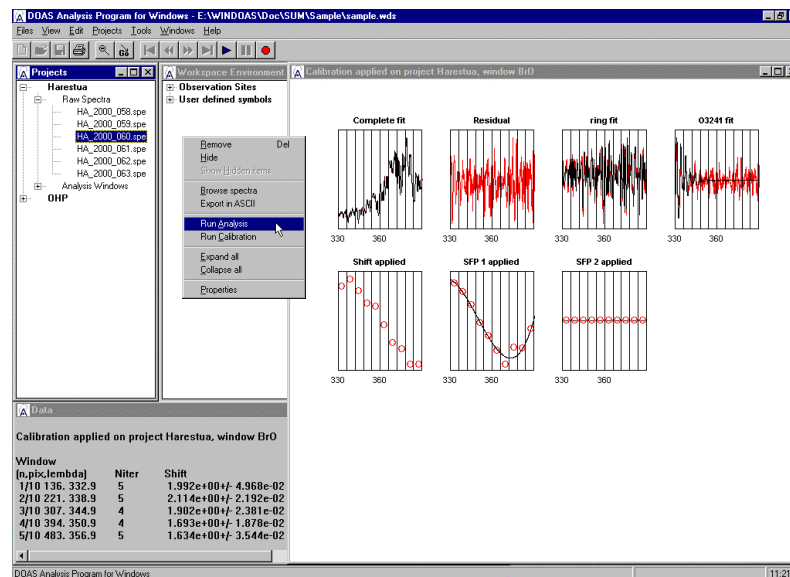 DOAS Analysis Program for Windows - E:\WINDOAS\Doc\SUM\Sample\sample.wds
Files View Edit Projects Tools Windows Help
GO
Projects
Harestua
Raw Spectra
HA_2000_058.spe
HA_2000_059.spe
HA_2000_060.spe
HA_2000_061.spe
HA_2000_062.spe
HA_2000_063.spe
Analysis Windows
OHP
Workspace Environment
Observation Sites
User defined symbols
Remove Del
Hide
Show Hidden items
Browse spectra
Export in ASCII
Run Analysis
Run Calibration
Expand all
Collapse all
Properties
Calibration applied on project Harestua, window BrO
Complete fit Residual ring fit O3241 fit
330 360 330 360 330 360 330 360
Shift applied SFP 1 applied SFP 2 applied
330 360 330 360 330 360
Data
Calibration applied on project Harestua, window BrO
Window
(n,pix,lembda) Niter Shift
1/10 136. 332.9 5 1.992e+00+/- 4.968e-02
2/10 221. 338.9 5 2.114e+00+/- 2.192e-02
3/10 307. 344.9 4 1.902e+00+/- 2.381e-02
4/10 394. 350.9 4 1.693e+00+/- 1.878e-02
5/10 483. 356.9 5 1.634e+00+/- 3.544e-02
DOAS Analysis Program for Windows
11:21